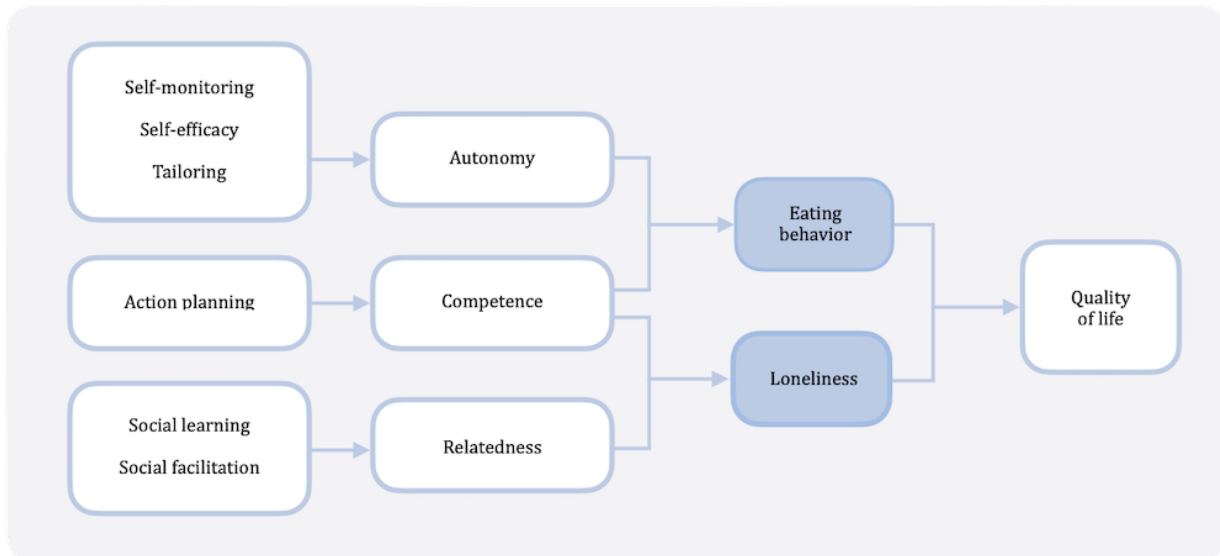 Self-monitoring
Self-efficacy
Tailoring
Autonomy
Eating
behavior
Action planning
Competence
Quality
of life
Loneliness
Social learning
Social facilitation
Relatedness